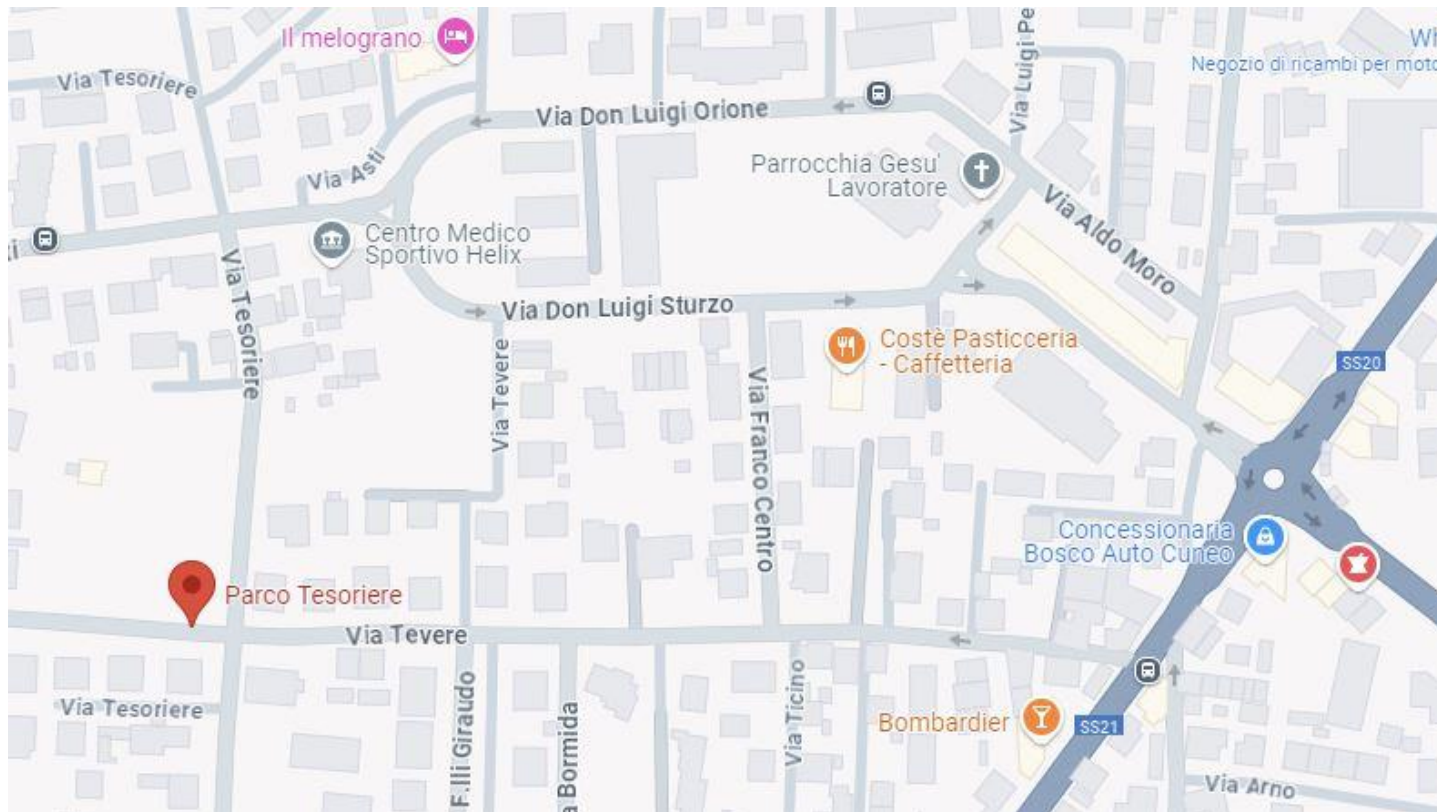 Il melograno
Wh
Negozio di ricambi per moto
Via Tesoriere
Via Don Luigi Orione
Via Luigi Pe
Parrocchia Gesu'
Lavoratore
Via Asti
Via Aldo Moro
Centro Medico
Sportivo Helix
i
Via Tesoriere
Via Don Luigi Sturzo
Costè Pasticceria
- Caffetteria
SS20
Via Tevere
Via Franco Centro
Concessionaria
Bosco Auto Cuneo
Parco Tesoriere
Via Tevere
Via Tesoriere
F.lli Giraudo
a Bormida
Via Ticino
Bombardier
SS21
Via Arno